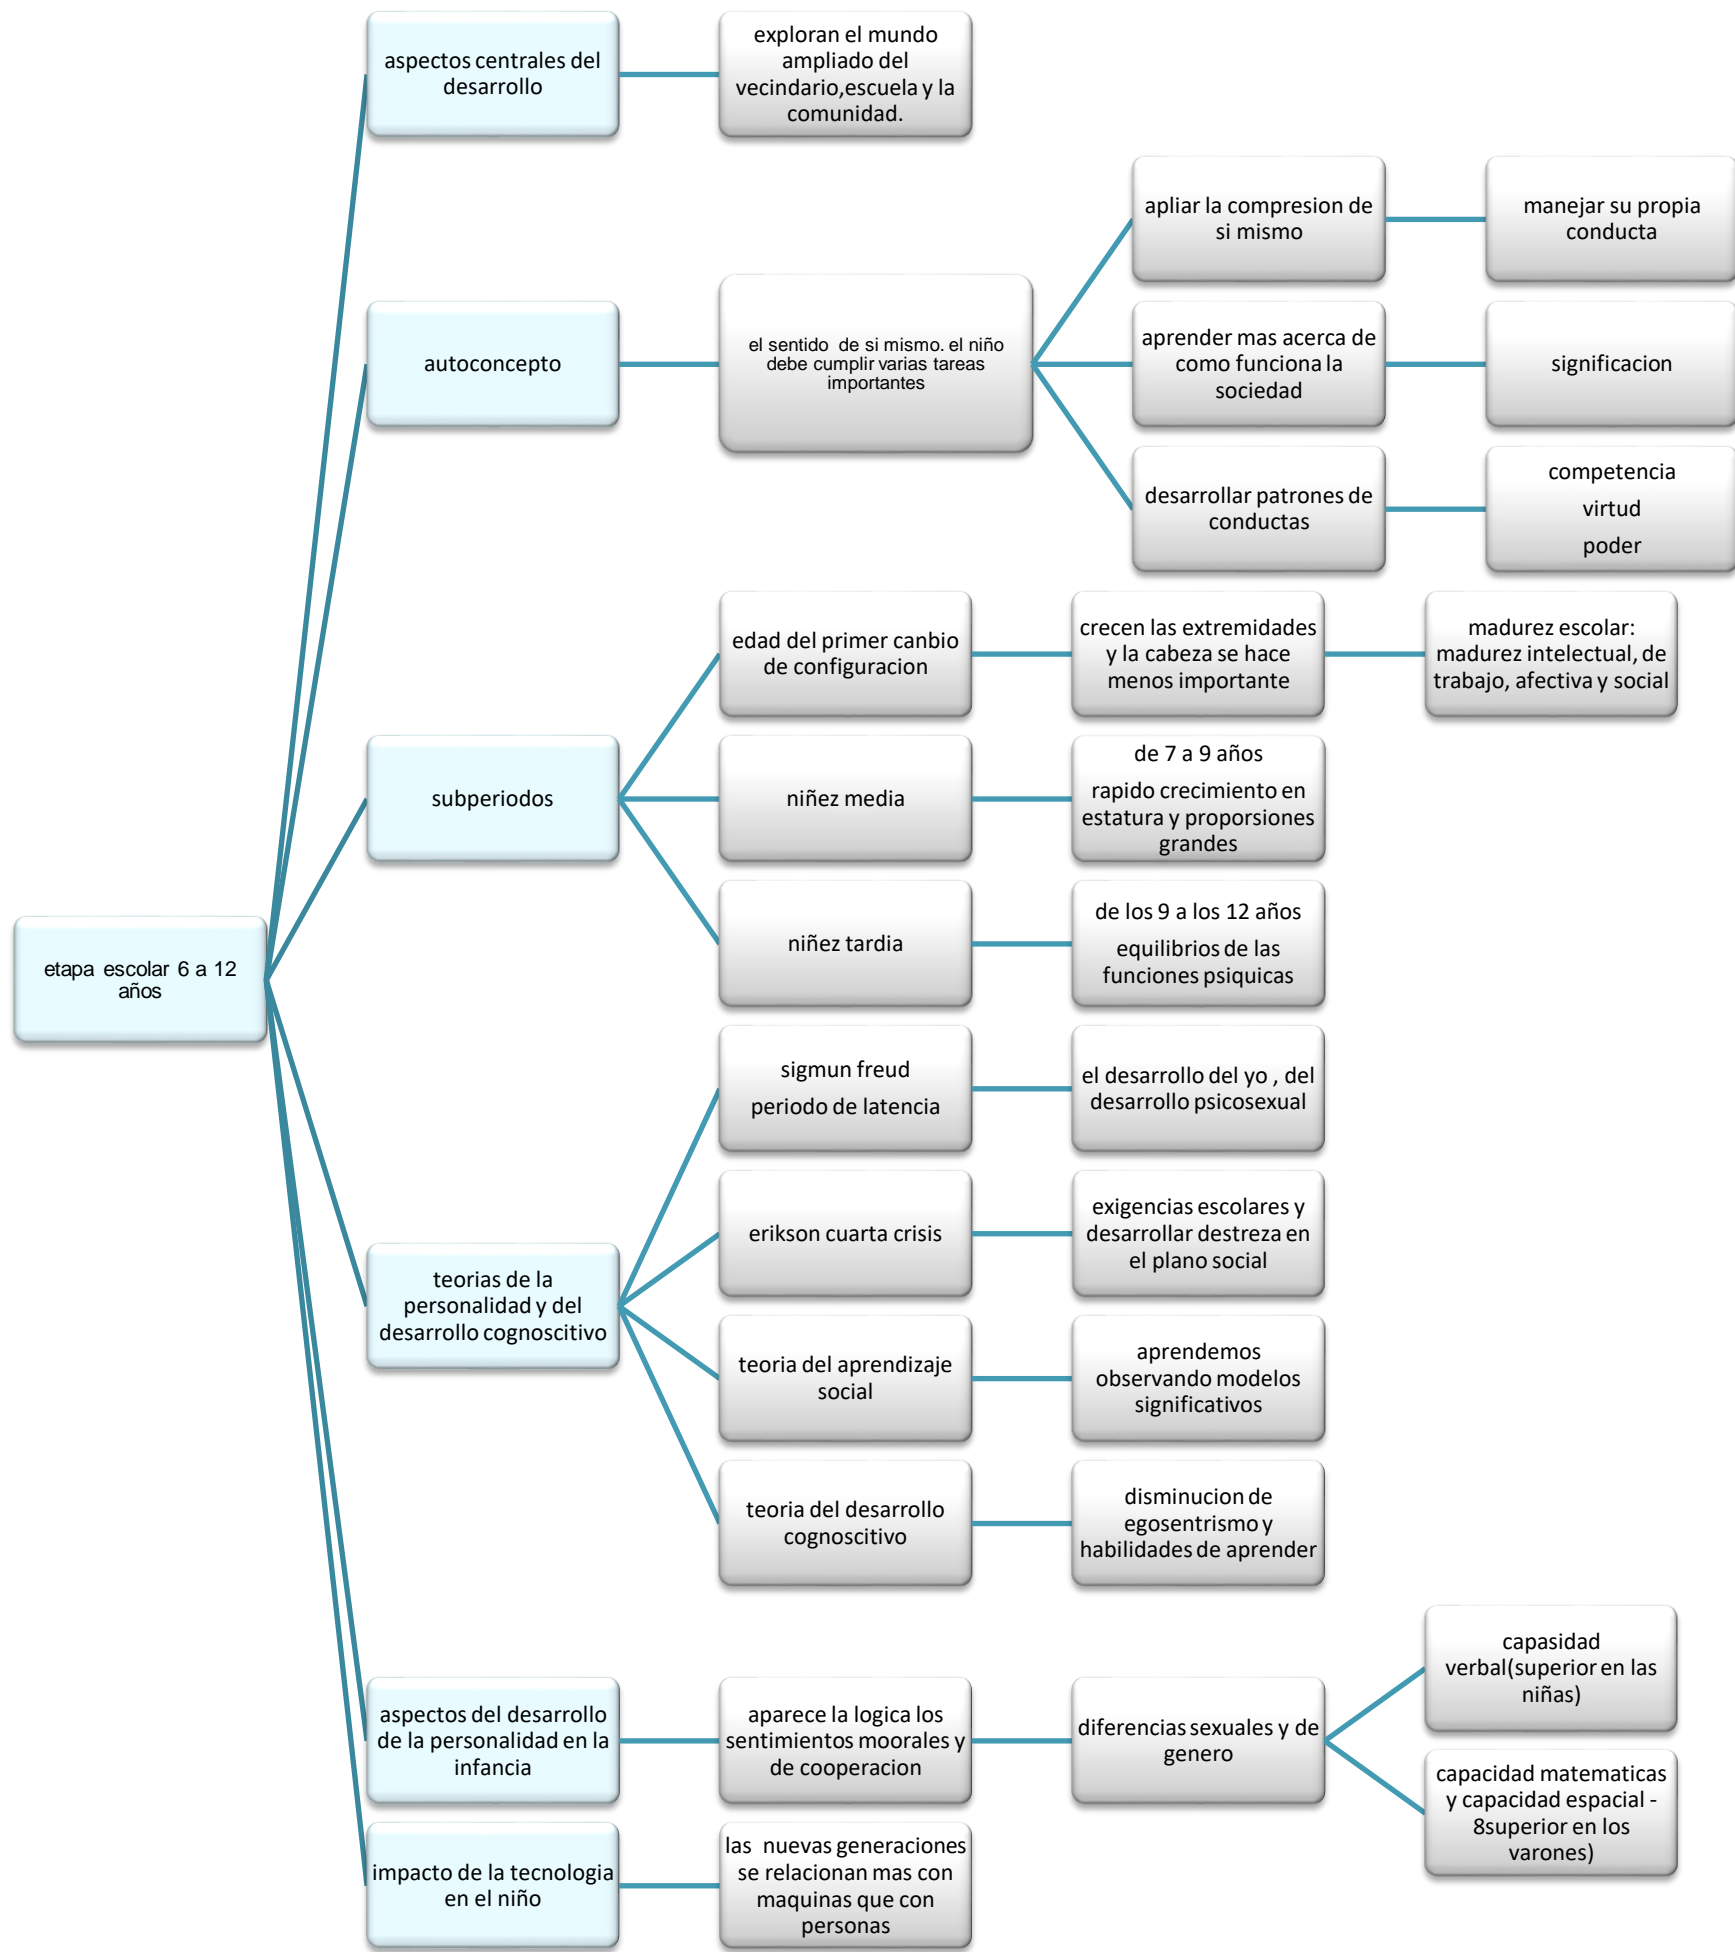 aspectos centrales del
desarrollo
exploran el mundo
ampliado del
vecindario,escuela y la
comunidad.
autoconcepto
el sentido de si mismo. el niño
debe cumplir varias tareas
importantes
apliar la compresion de
si mismo
manejar su propia
conducta
aprender mas acerca de
como funciona la
sociedad
significacion
desarrollar patrones de
conductas
competencia
virtud
poder
subperiodos
edad del primer canbio
de configuracion
crecen las extremidades
y la cabeza se hace
menos importante
madurez escolar:
madurez intelectual, de
trabajo, afectiva y social
niñez media
de 7 a 9 años
rapido crecimiento en
estatura y proporsiones
grandes
niñez tardia
de los 9 a los 12 años
equilibrios de las
funciones psiquicas
etapa escolar 6 a 12
años
teorias de la
personalidad y del
desarrollo cognoscitivo
sigmun freud
periodo de latencia
el desarrollo del yo , del
desarrollo psicosexual
erikson cuarta crisis
exigencias escolares y
desarrollar destreza en
el plano social
teoria del aprendizaje
social
aprendemos
observando modelos
significativos
teoria del desarrollo
cognoscitivo
disminucion de
egosentrismo y
habilidades de aprender
aspectos del desarrollo
de la personalidad en la
infancia
aparece la logica los
sentimientos moorales y
de cooperacion
diferencias sexuales y de
genero
capasidad
verbal(superior en las
niñas)
capacidad matematicas
y capacidad espacial -
8superior en los
varones)
impacto de la tecnologia
en el niño
las nuevas generaciones
se relacionan mas con
maquinas que con
personas